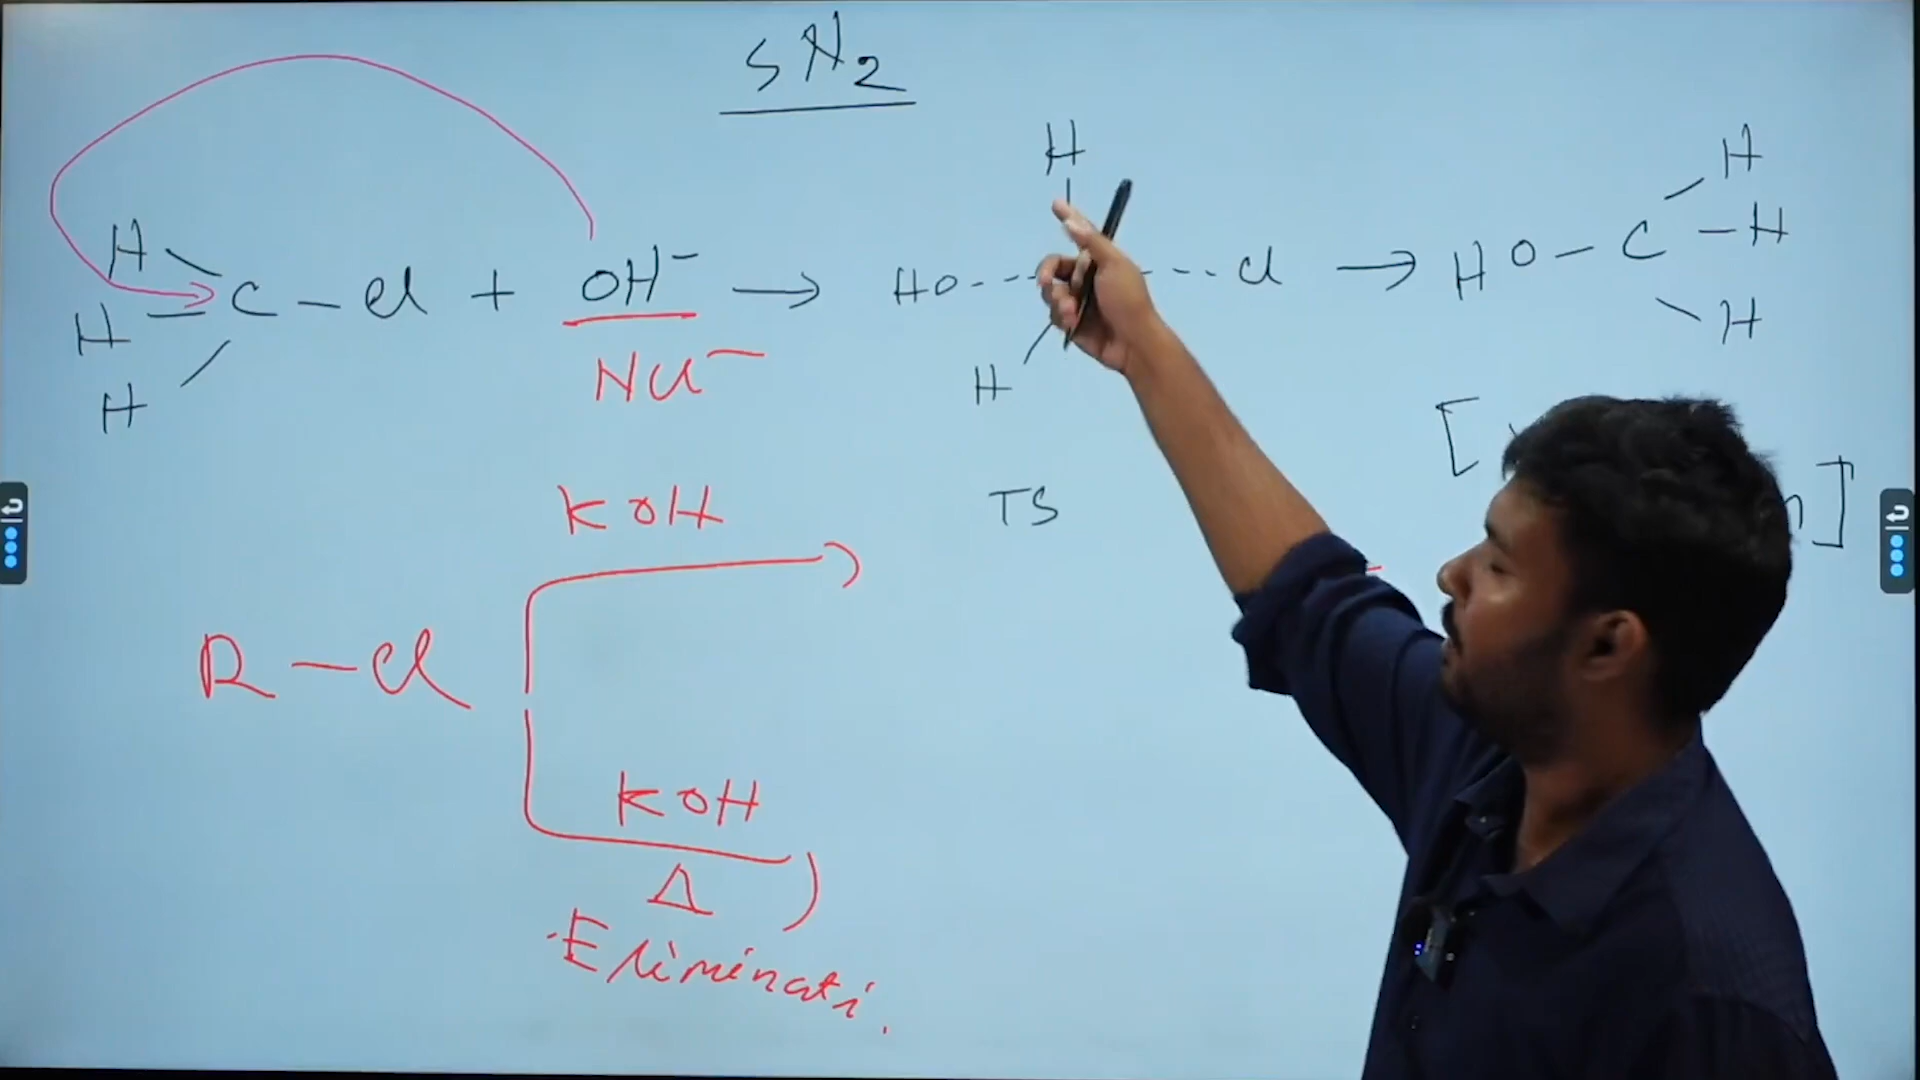 SN2
H
H
H
C - Cl + OH⁻ →
Nu⁻
H
HO --- --- Cl →
H
HO - C - H
H
H
TS
KOH
R - Cl
KOH
Δ
Eliminati.